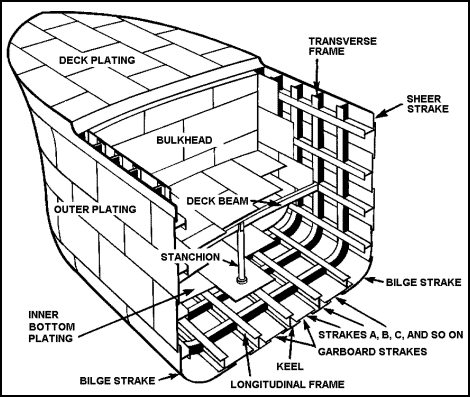 TRANSVERSE
FRAME
DECK PLATING
SHEER
STRAKE
BULKHEAD
DECK BEAM
OUTER PLATING
STANCHION
BILGE STRAKE
INNER
BOTTOM
PLATING
STRAKES A, B, C, AND SO ON
GARBOARD STRAKES
KEEL
BILGE STRAKE
LONGITUDINAL FRAME